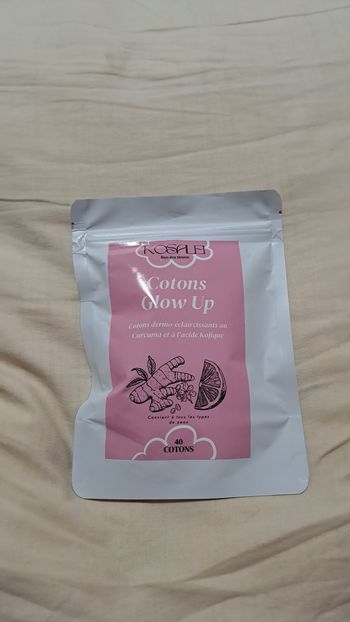 Cotons
Glow Up
Cotons dermo-éclaircissants au
Curcuma et à l'acide Kojique
Convient à tous les types
de peau
40
COTONS